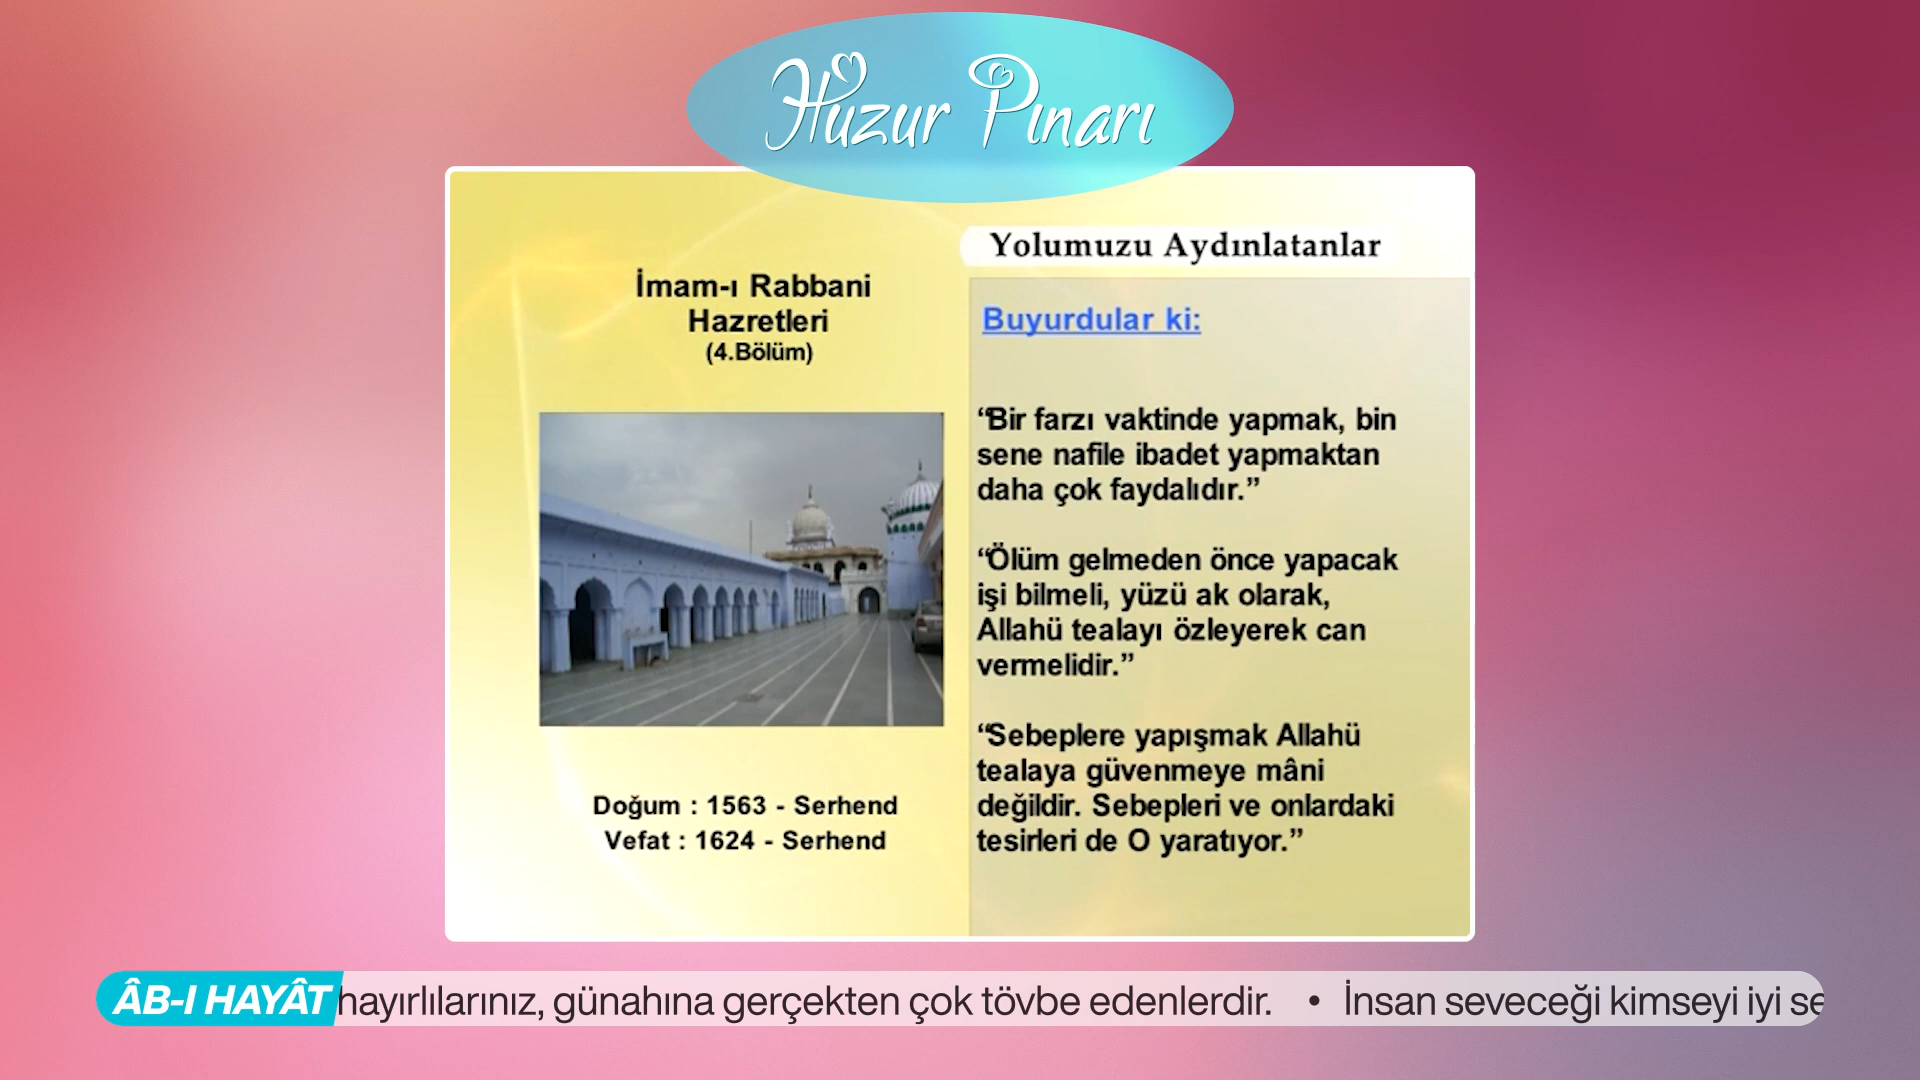 Huzur Pınarı
Yolumuzu Aydınlatanlar
İmam-ı Rabbani
Hazretleri
(4.Bölüm)
Doğum : 1563 - Serhend
Vefat : 1624 - Serhend
Buyurdular ki:
“Bir farzı vaktinde yapmak, bin
sene nafile ibadet yapmaktan
daha çok faydalıdır.”
“Ölüm gelmeden önce yapacak
işi bilmeli, yüzü ak olarak,
Allahü tealayı özleyerek can
vermelidir.”
“Sebeplere yapışmak Allahü
tealaya güvenmeye mâni
değildir. Sebepleri ve onlardaki
tesirleri de O yaratıyor.”
ÂB-I HAYÂT hayırlılarınız, günahına gerçekten çok tövbe edenlerdir. • İnsan seveceği kimseyi iyi se